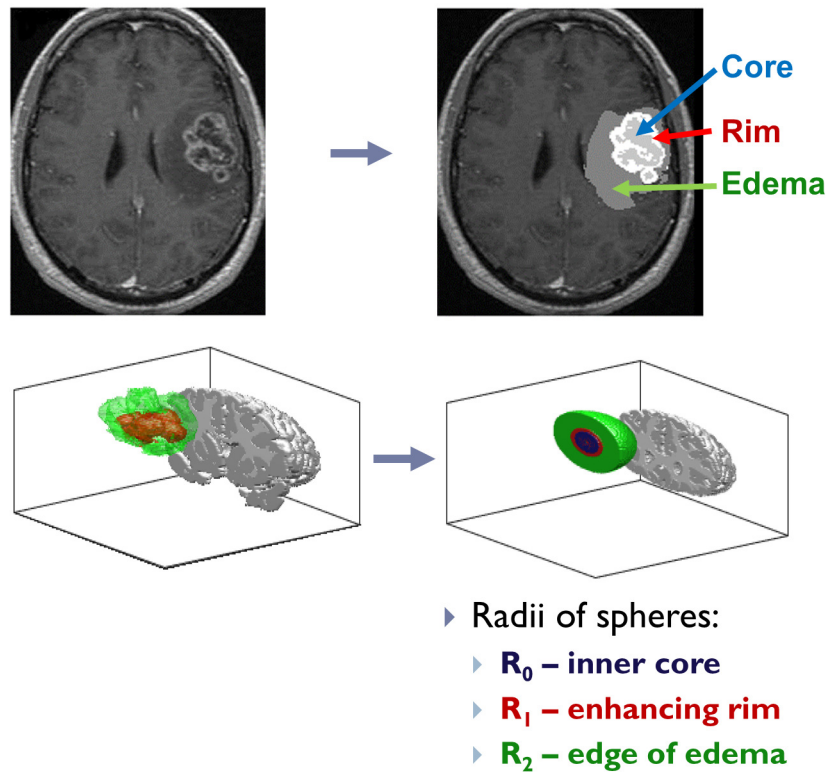 Core
Rim
Edema
Radii of spheres:
R₀ – inner core
R₁ – enhancing rim
R₂ – edge of edema